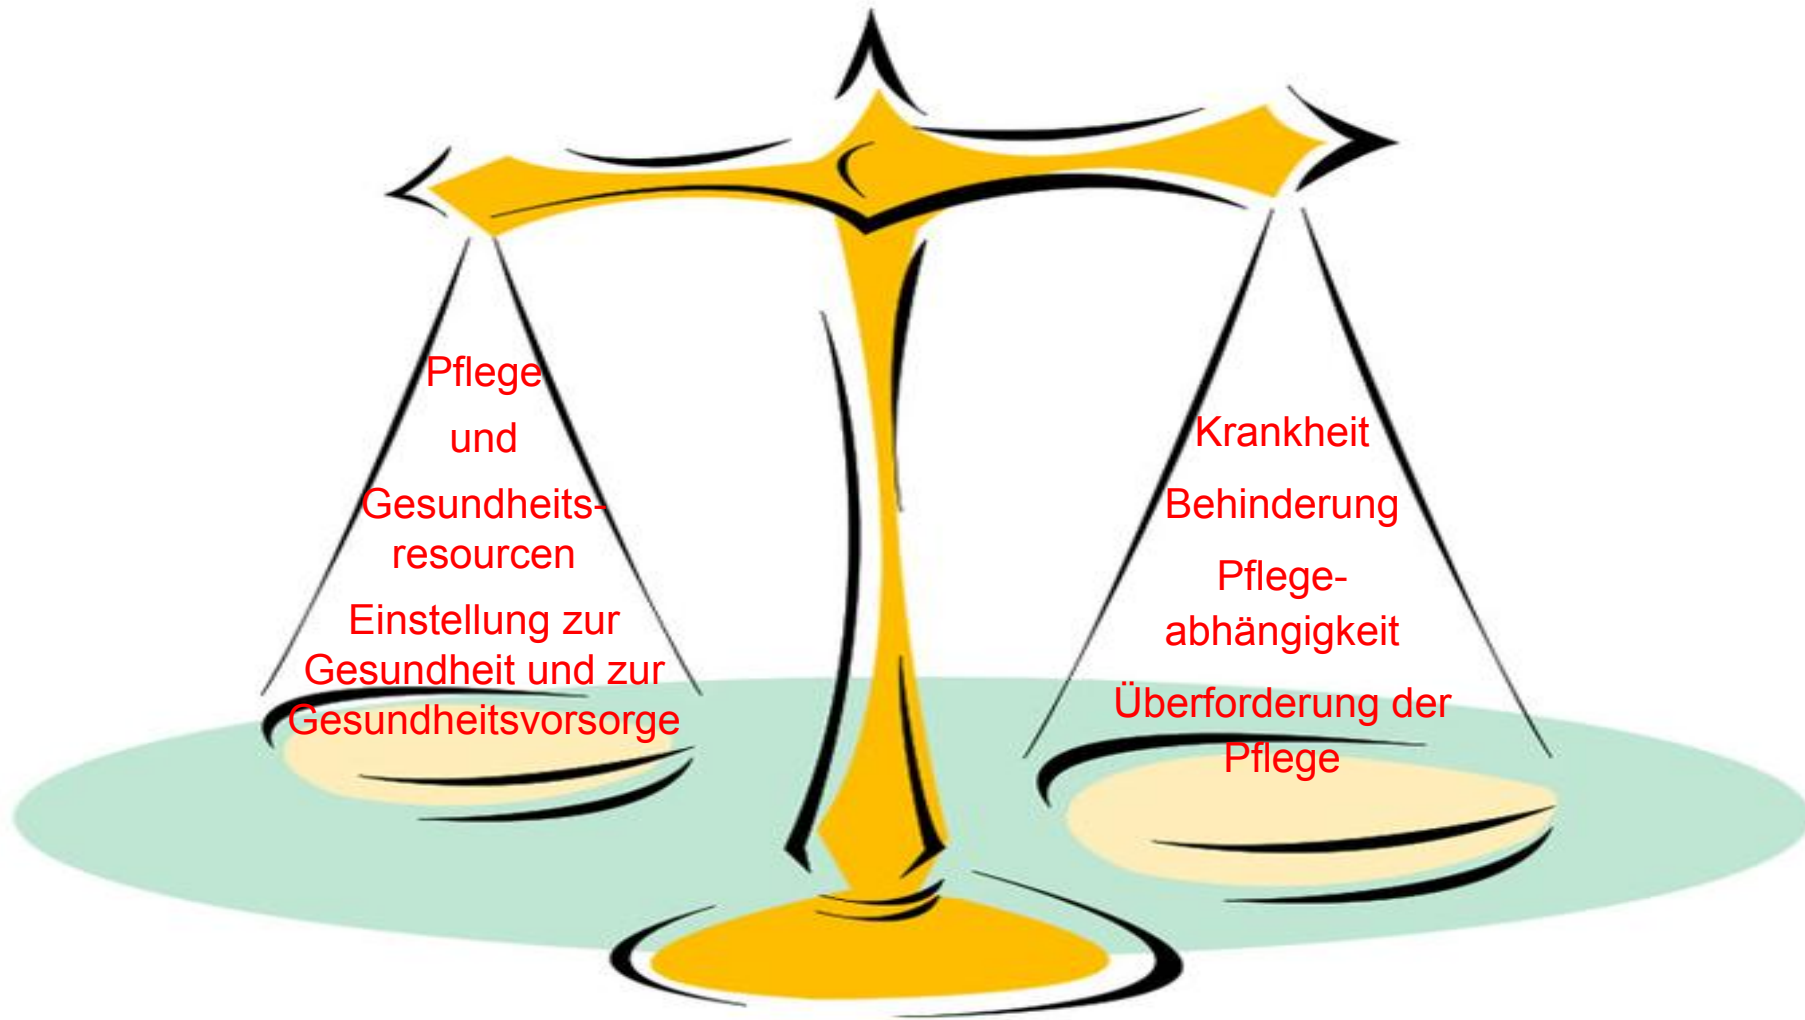 Pflege
und
Gesundheits-
resourcen
Einstellung zur
Gesundheit und zur
Gesundheitsvorsorge
Krankheit
Behinderung
Pflege-
abhängigkeit
Überforderung der
Pflege